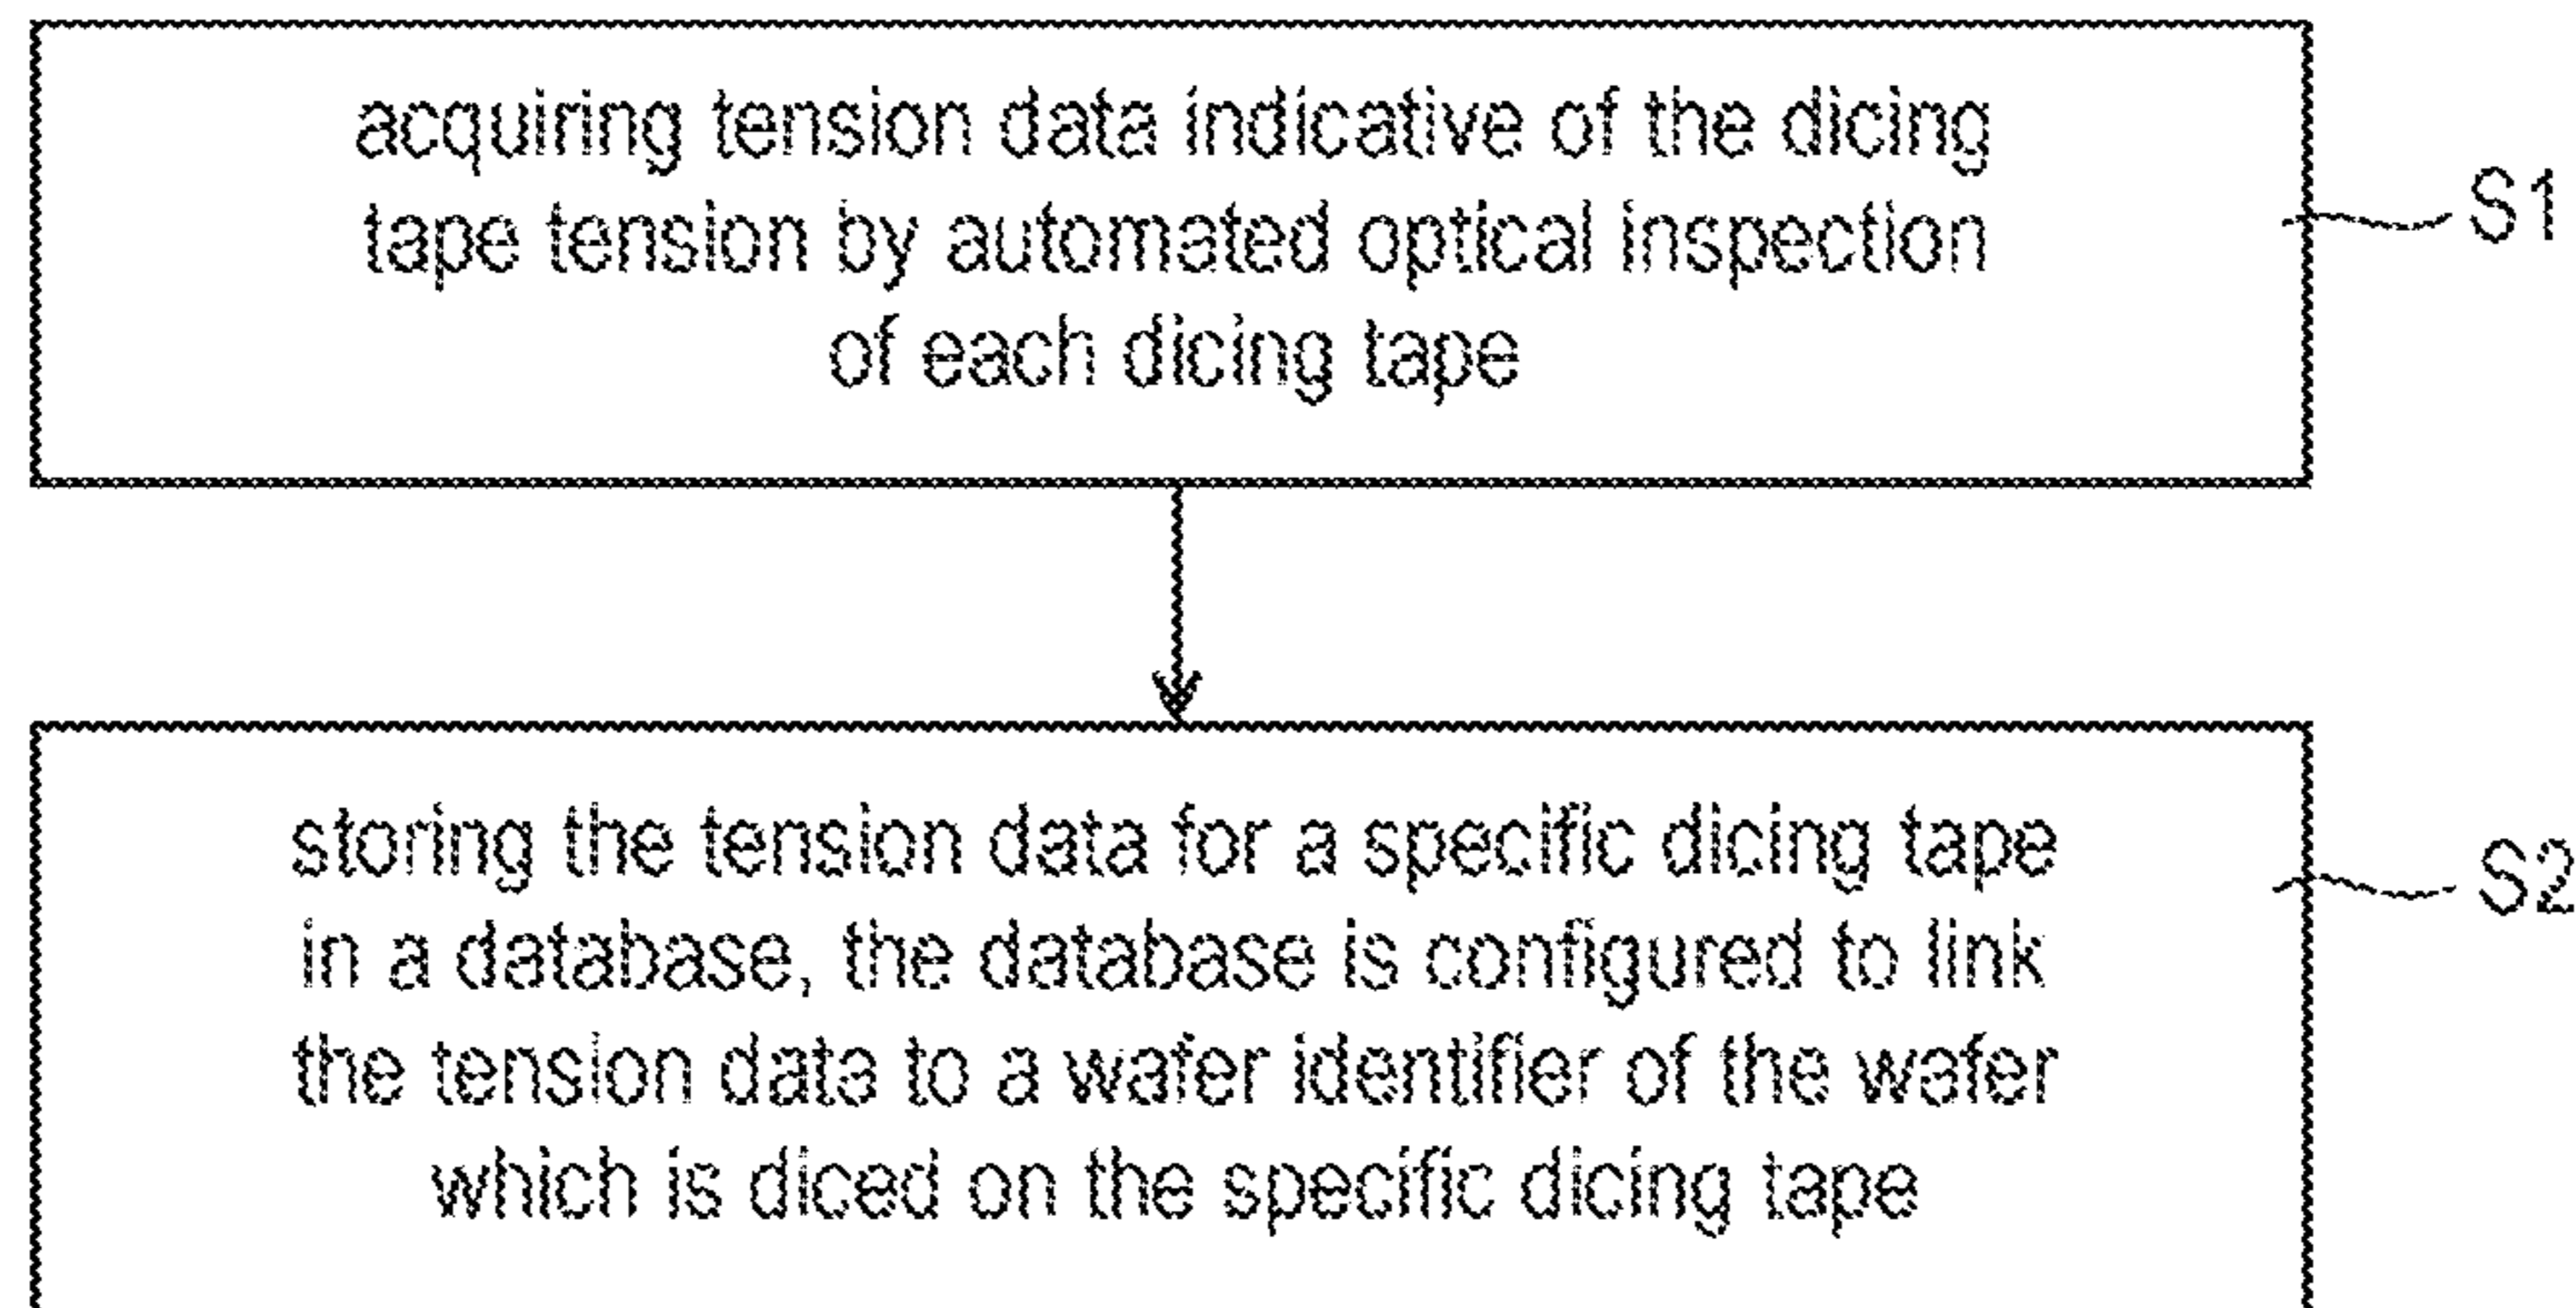 acquiring tension data indicative of the dicing
tape tension by automated optical inspection
of each dicing tape
S1
storing the tension data for a specific dicing tape
in a database, the database is configured to link
the tension data to a wafer identifier of the wafer
which is diced on the specific dicing tape
S2